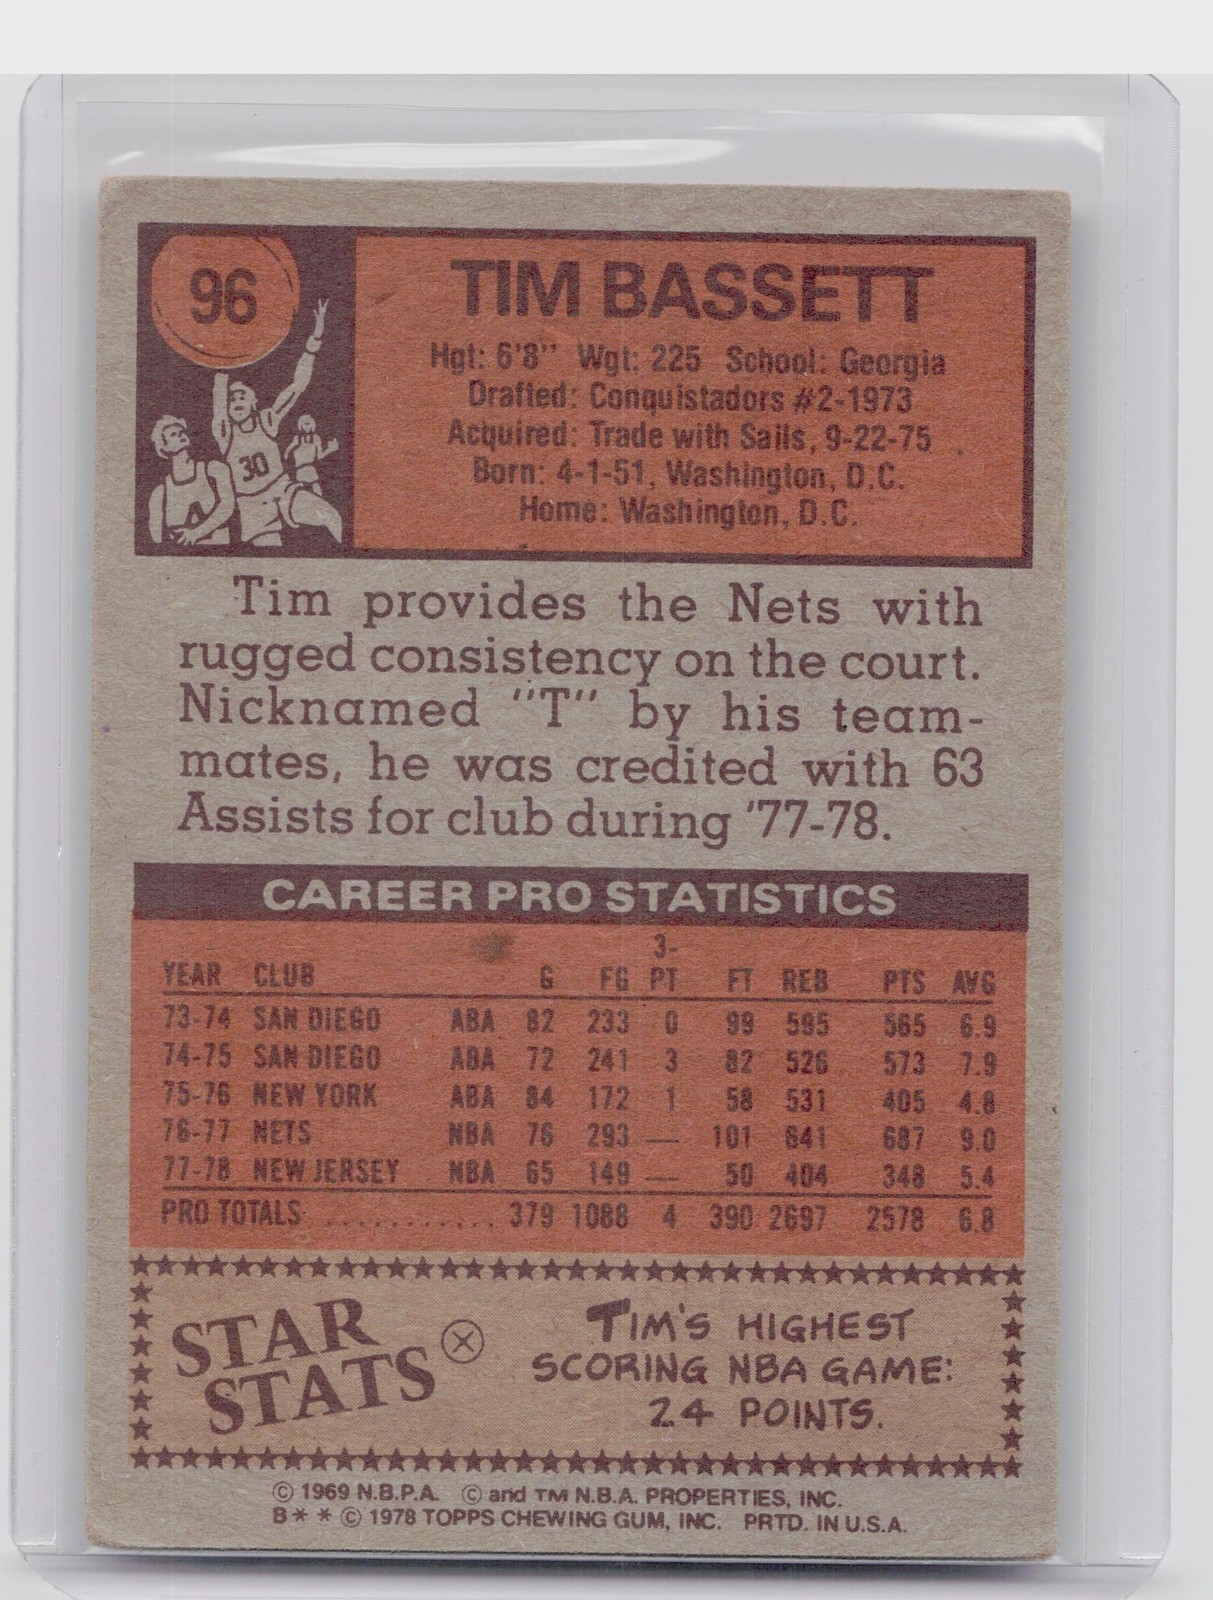 96
TIM BASSETT
Hgt: 6'8" Wgt: 225 School: Georgia
Drafted: Conquistadors #2-1973
Acquired: Trade with Sails, 9-22-75
Born: 4-1-51, Washington, D.C.
Home: Washington, D.C.
30
Tim provides the Nets with
rugged consistency on the court.
Nicknamed "T" by his team-
mates, he was credited with 63
Assists for club during '77-78.
CAREER PRO STATISTICS
3-
YEAR CLUB G FG PT FT REB PTS AVG
73-74 SAN DIEGO ABA 82 233 0 99 595 565 6.9
74-75 SAN DIEGO ABA 72 241 3 82 526 573 7.9
75-76 NEW YORK ABA 84 172 1 58 531 405 4.8
76-77 NETS NBA 76 293 — 101 641 687 9.0
77-78 NEW JERSEY NBA 65 149 — 50 404 348 5.4
PRO TOTALS ............ 379 1088 4 390 2697 2578 6.8
STAR
STATS
TIM'S HIGHEST
SCORING NBA GAME:
24 POINTS.
© 1969 N.B.P.A. © and TM N.B.A. PROPERTIES, INC.
B* * © 1978 TOPPS CHEWING GUM, INC. PRTD. IN U.S.A.